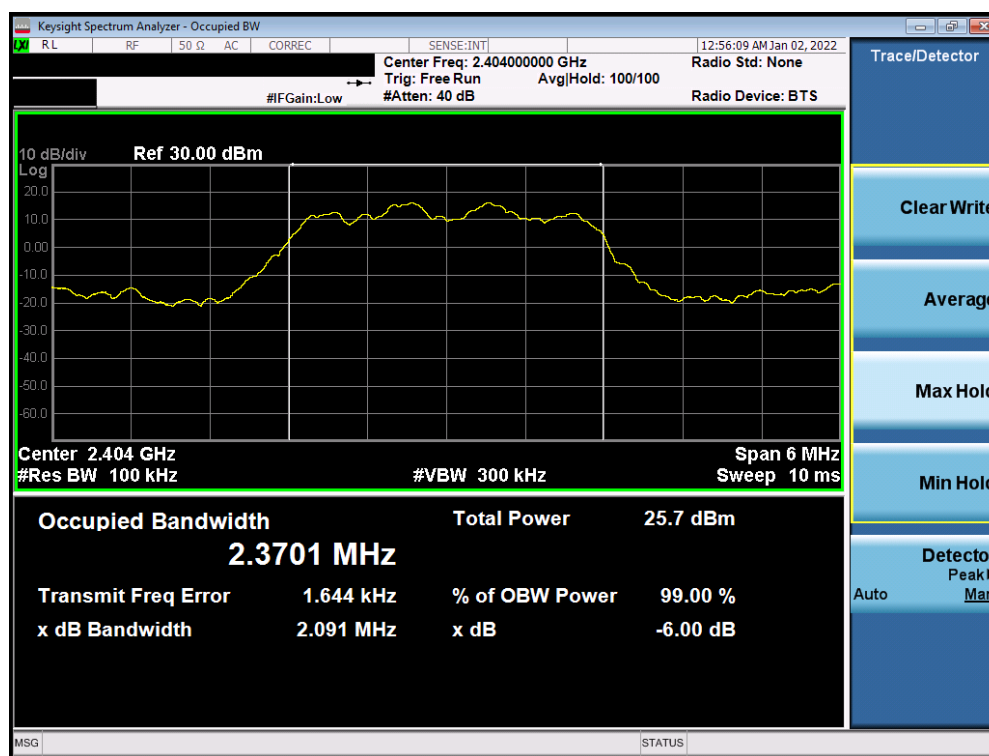 Keysight Spectrum Analyzer - Occupied BW
LXI RL RF 50 Ω AC CORREC SENSE:INT 12:56:09 AM Jan 02, 2022
Center Freq: 2.404000000 GHz Radio Std: None
Trig: Free Run Avg|Hold: 100/100
#IFGain:Low #Atten: 40 dB Radio Device: BTS
10 dB/div Ref 30.00 dBm
Log
20.0
10.0
0.00
-10.0
-20.0
-30.0
-40.0
-50.0
-60.0
Center 2.404 GHz Span 6 MHz
#Res BW 100 kHz #VBW 300 kHz Sweep 10 ms
Occupied Bandwidth Total Power 25.7 dBm
2.3701 MHz
Transmit Freq Error 1.644 kHz % of OBW Power 99.00 %
x dB Bandwidth 2.091 MHz x dB -6.00 dB
MSG STATUS
Trace/Detector
Clear Write
Average
Max Hold
Min Hold
Detecto
Peak
Auto Man